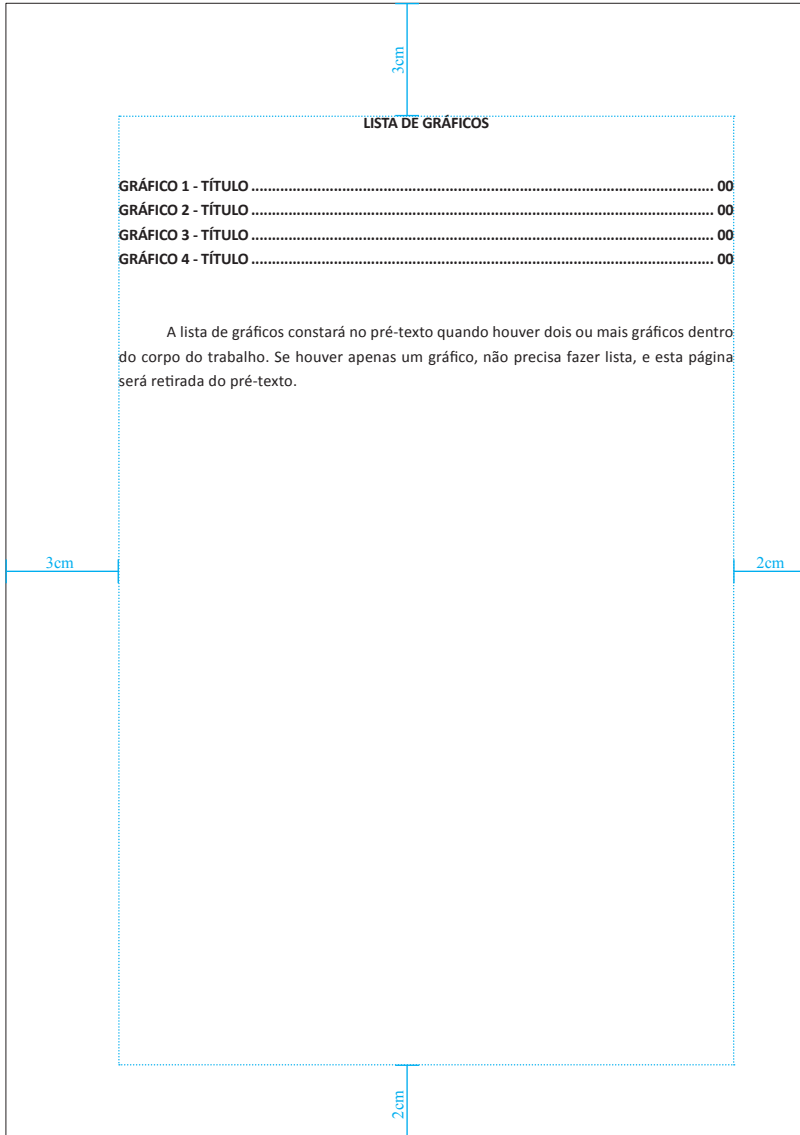 3cm
LISTA DE GRÁFICOS
GRÁFICO 1 - TÍTULO ................................................................................................................ 00
GRÁFICO 2 - TÍTULO ................................................................................................................ 00
GRÁFICO 3 - TÍTULO ................................................................................................................ 00
GRÁFICO 4 - TÍTULO ................................................................................................................ 00
A lista de gráficos constará no pré-texto quando houver dois ou mais gráficos dentro
do corpo do trabalho. Se houver apenas um gráfico, não precisa fazer lista, e esta página
será retirada do pré-texto.
3cm
2cm
2cm